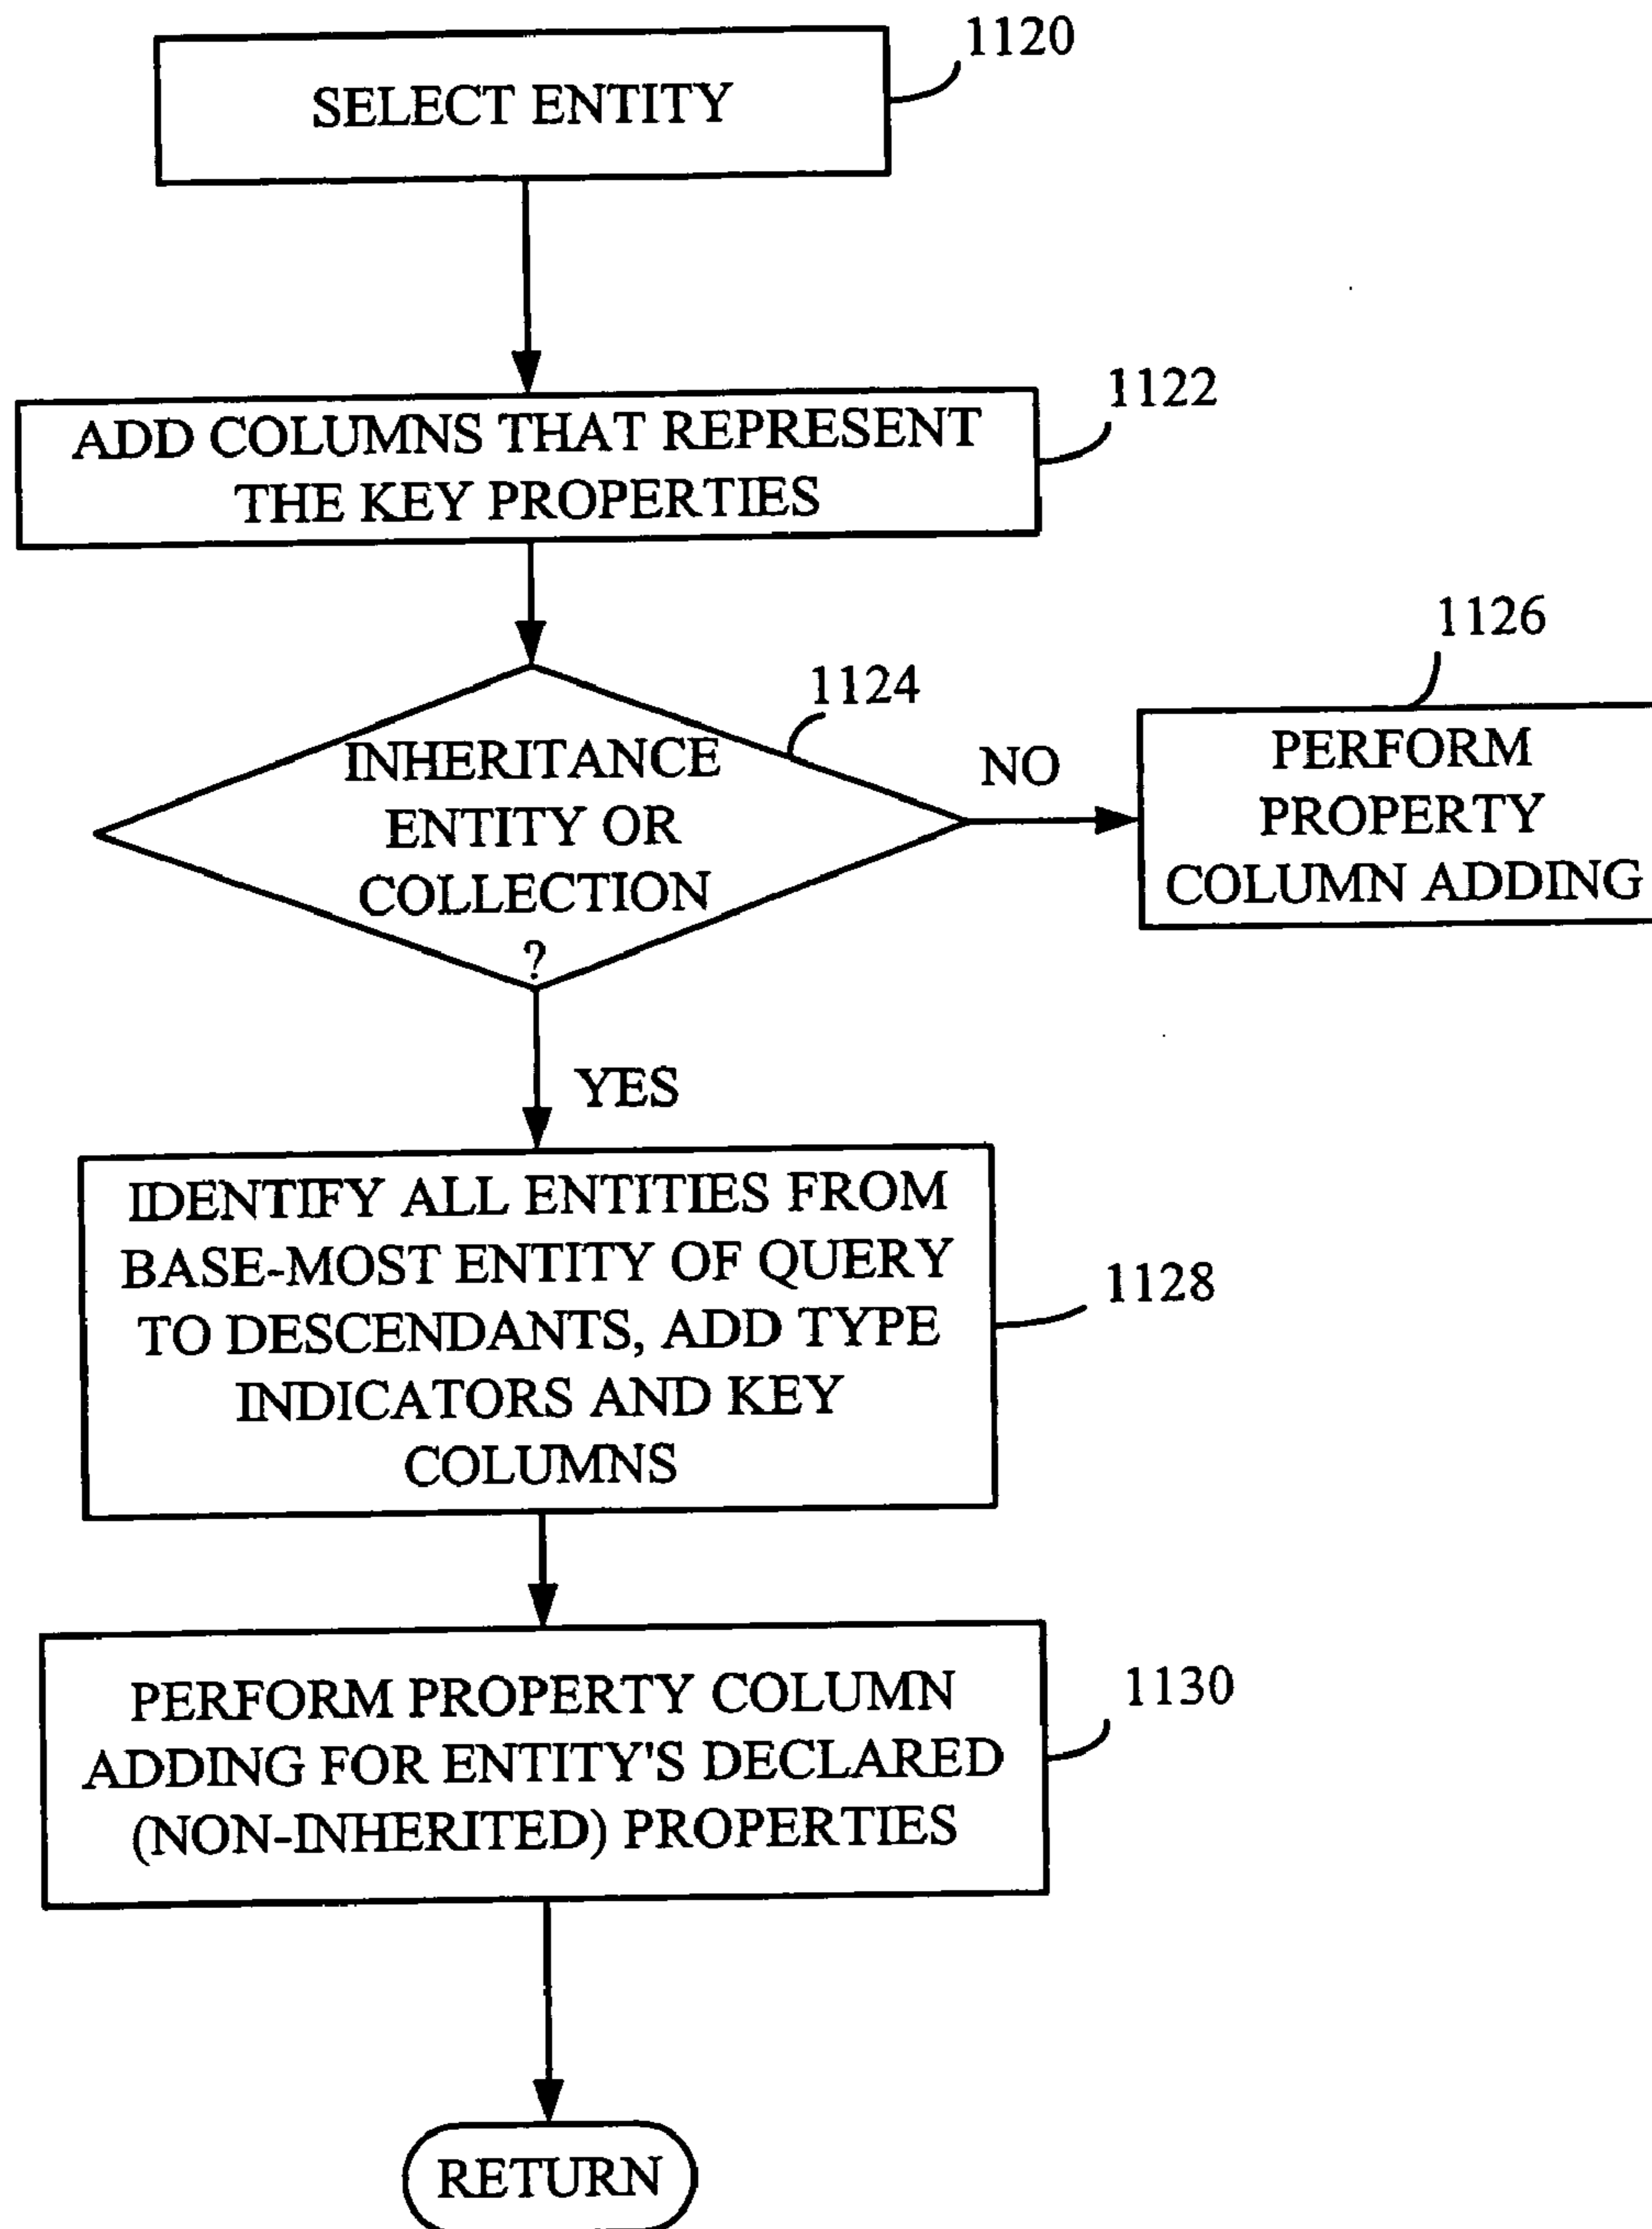 1120
SELECT ENTITY
1122
ADD COLUMNS THAT REPRESENT
THE KEY PROPERTIES
1124
INHERITANCE
ENTITY OR
COLLECTION
?
NO
1126
PERFORM
PROPERTY
COLUMN ADDING
YES
1128
IDENTIFY ALL ENTITIES FROM
BASE-MOST ENTITY OF QUERY
TO DESCENDANTS, ADD TYPE
INDICATORS AND KEY
COLUMNS
1130
PERFORM PROPERTY COLUMN
ADDING FOR ENTITY'S DECLARED
(NON-INHERITED) PROPERTIES
RETURN